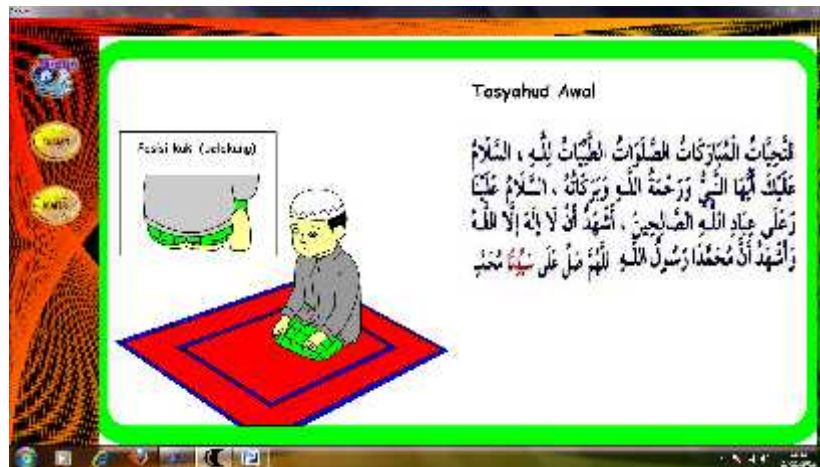 Tasyahud Awal
Posisi kaki (belakang)
التَّحِيَّاتُ الْمُبَارَكَاتُ الصَّلَوَاتُ الطَّيِّبَاتُ لِلَّهِ ، السَّلَامُ
عَلَيْكَ أَيُّهَا النَّبِيُّ وَرَحْمَةُ اللَّهِ وَبَرَكَاتُهُ ، السَّلَامُ عَلَيْنَا
وَعَلَى عِبَادِ اللَّهِ الصَّالِحِينَ ، أَشْهَدُ أَنْ لَا إِلَهَ إِلَّا اللَّهُ
وَأَشْهَدُ أَنَّ مُحَمَّدًا رَسُولُ اللَّهِ اللَّهُمَّ صَلِّ عَلَى سَيِّدِنَا مُحَمَّدٍ